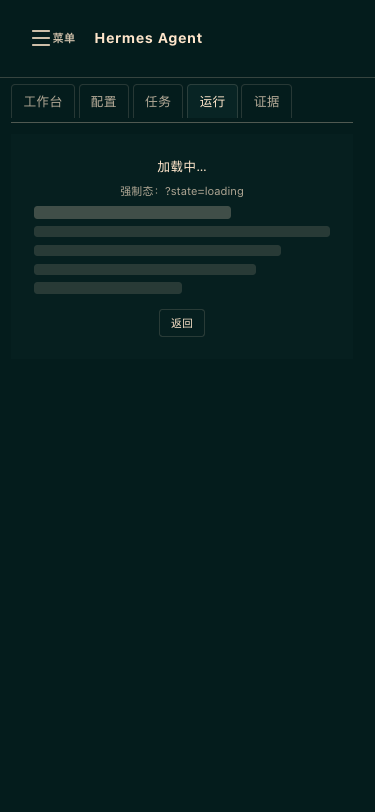 菜单 Hermes Agent
工作台 配置 任务 运行 证据
加载中...
强制态：?state=loading
返回